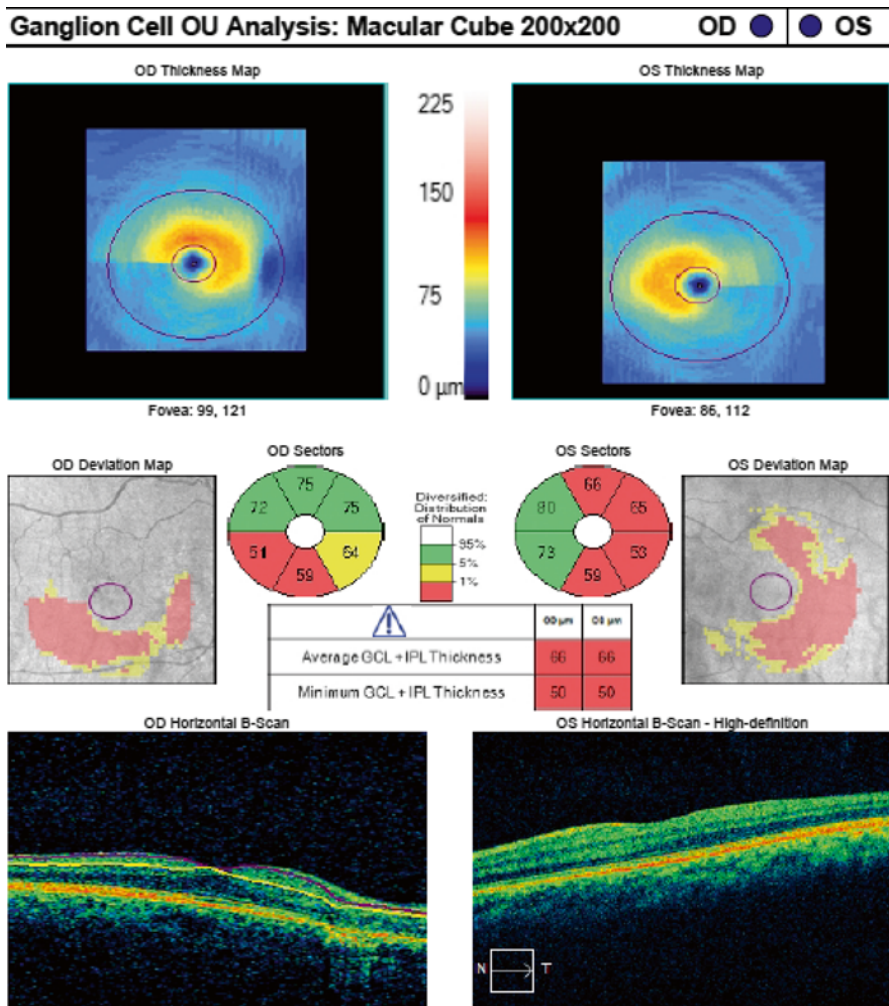 Ganglion Cell OU Analysis: Macular Cube 200x200 OD OS
OD Thickness Map
OS Thickness Map
225
150
75
0 µm
Fovea: 99, 121
Fovea: 86, 112
OD Deviation Map
OD Sectors
OS Sectors
OS Deviation Map
75
72
75
51
64
59
Diversified:
Distribution
of Normals
95%
5%
1%
66
80
65
73
53
59
OD µm
OS µm
Average GCL + IPL Thickness 66 66
Minimum GCL + IPL Thickness 50 50
OD Horizontal B-Scan
OS Horizontal B-Scan - High-definition
N T